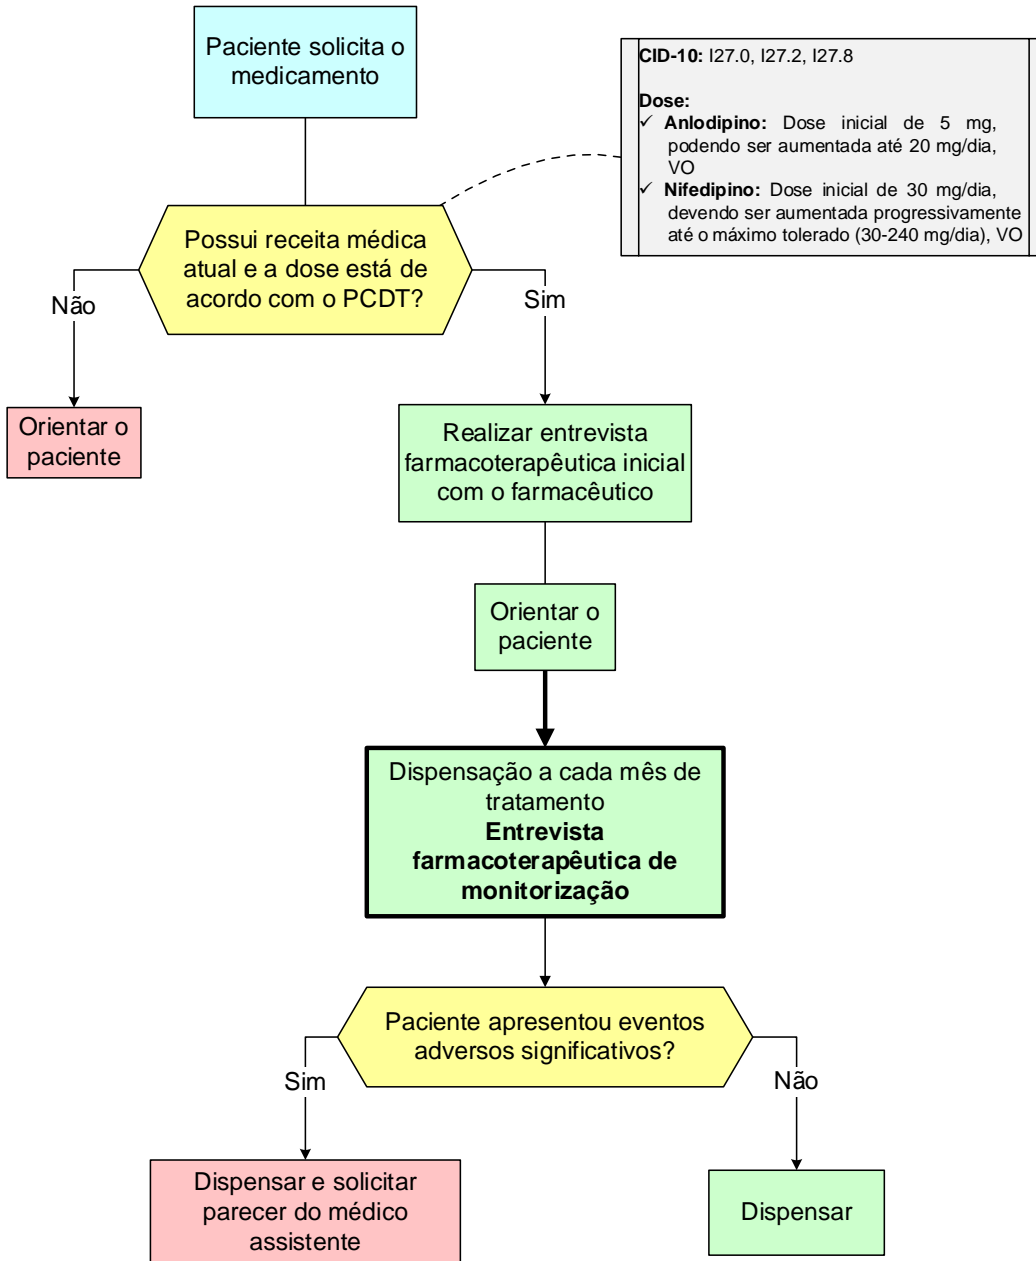 Paciente solicita o
medicamento
CID-10: I27.0, I27.2, I27.8
Dose:
✓ Anlodipino: Dose inicial de 5 mg,
podendo ser aumentada até 20 mg/dia,
VO
✓ Nifedipino: Dose inicial de 30 mg/dia,
devendo ser aumentada progressivamente
até o máximo tolerado (30-240 mg/dia), VO
Possui receita médica
atual e a dose está de
acordo com o PCDT?
Não
Sim
Orientar o
paciente
Realizar entrevista
farmacoterapêutica inicial
com o farmacêutico
Orientar o
paciente
Dispensação a cada mês de
tratamento
Entrevista
farmacoterapêutica de
monitorização
Paciente apresentou eventos
adversos significativos?
Sim
Não
Dispensar e solicitar
parecer do médico
assistente
Dispensar